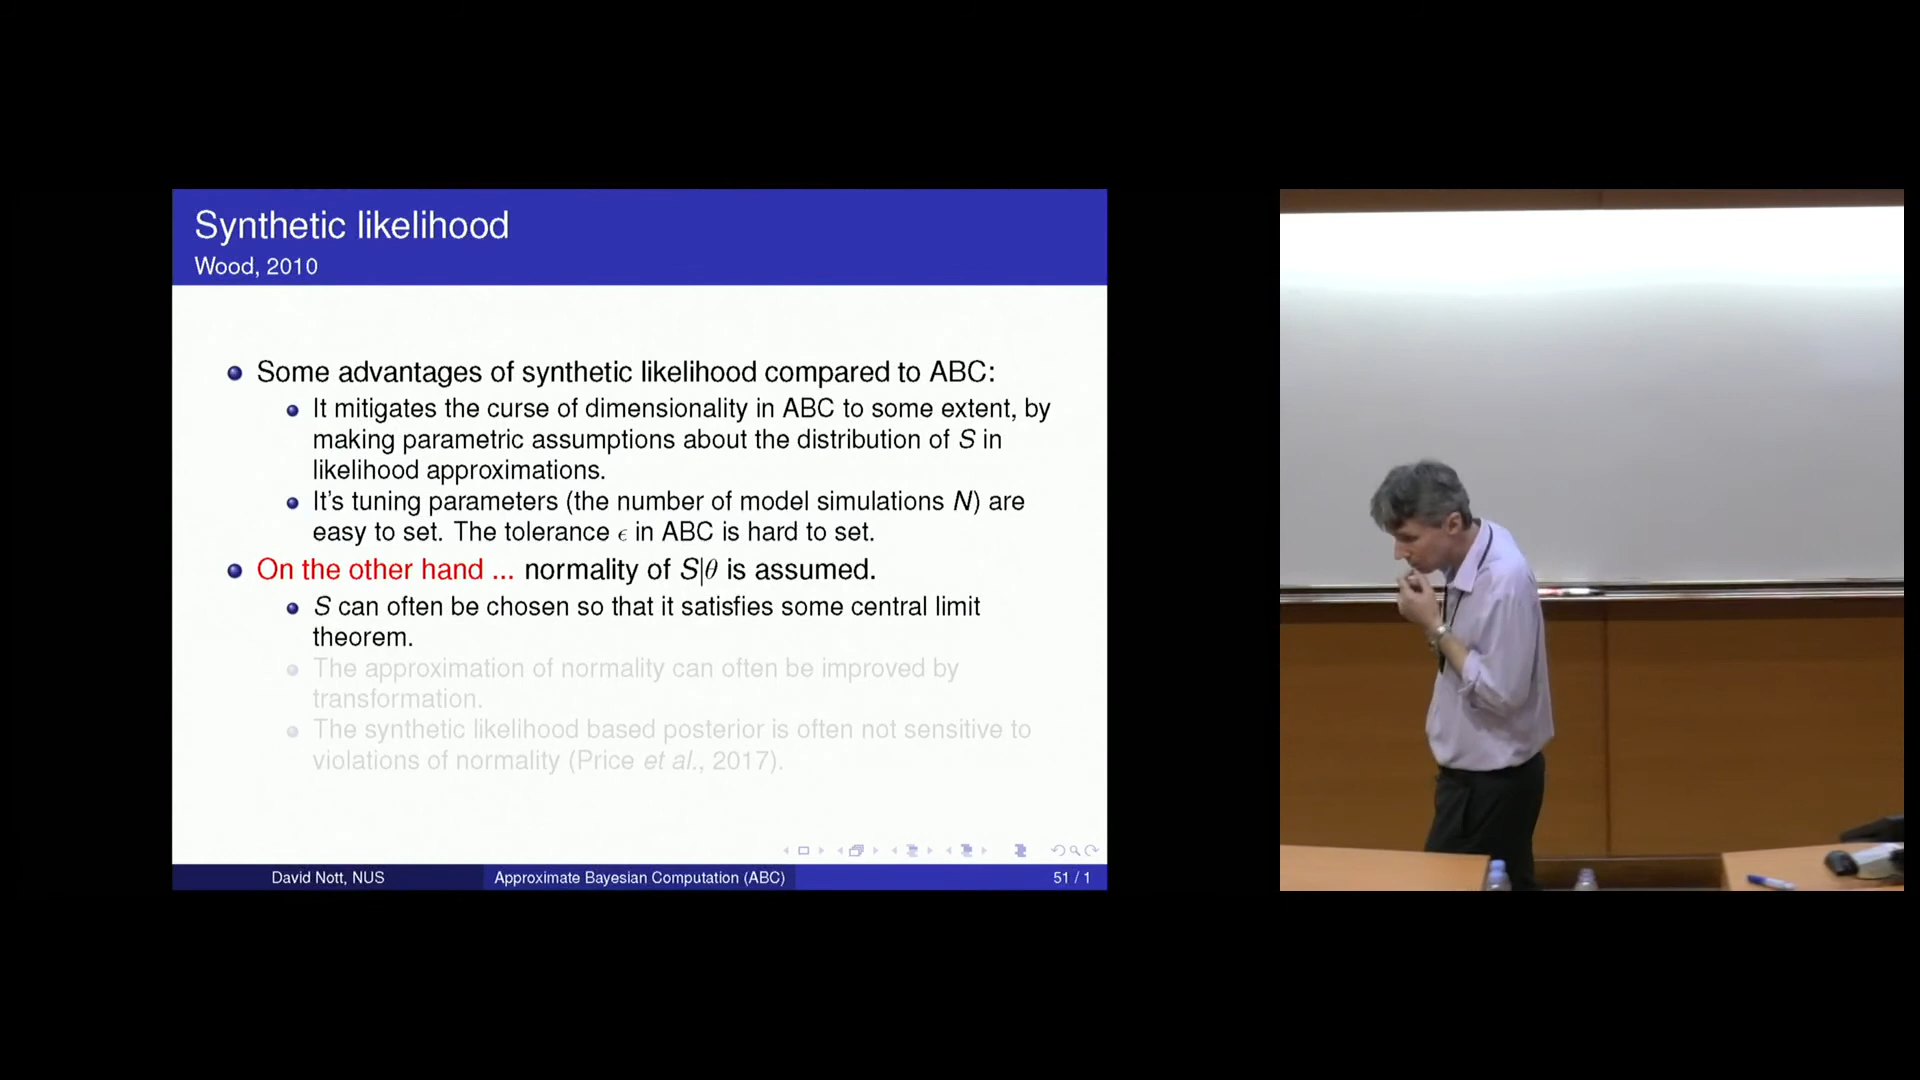 Synthetic likelihood
Wood, 2010
Some advantages of synthetic likelihood compared to ABC:
It mitigates the curse of dimensionality in ABC to some extent, by
making parametric assumptions about the distribution of S in
likelihood approximations.
It's tuning parameters (the number of model simulations N) are
easy to set. The tolerance ϵ in ABC is hard to set.
On the other hand ... normality of S|θ is assumed.
S can often be chosen so that it satisfies some central limit
theorem.
The approximation of normality can often be improved by
transformation.
The synthetic likelihood based posterior is often not sensitive to
violations of normality (Price et al., 2017).
David Nott, NUS
Approximate Bayesian Computation (ABC)
51 / 1